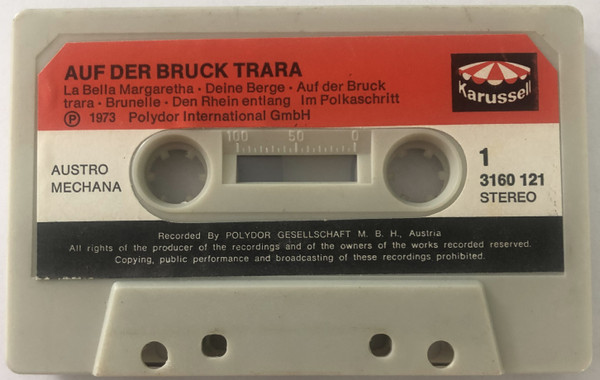 AUF DER BRUCK TRARA
La Bella Margaretha · Deine Berge · Auf der Bruck
trara · Brunelle · Den Rhein entlang Im Polkaschritt
℗ 1973 Polydor International GmbH
Karussell
100 50 0
AUSTRO
MECHANA
1
3160 121
STEREO
Recorded By POLYDOR GESELLSCHAFT M. B. H., Austria
All rights of the producer of the recordings and of the owners of the works recorded reserved.
Copying, public performance and broadcasting of these recordings prohibited.